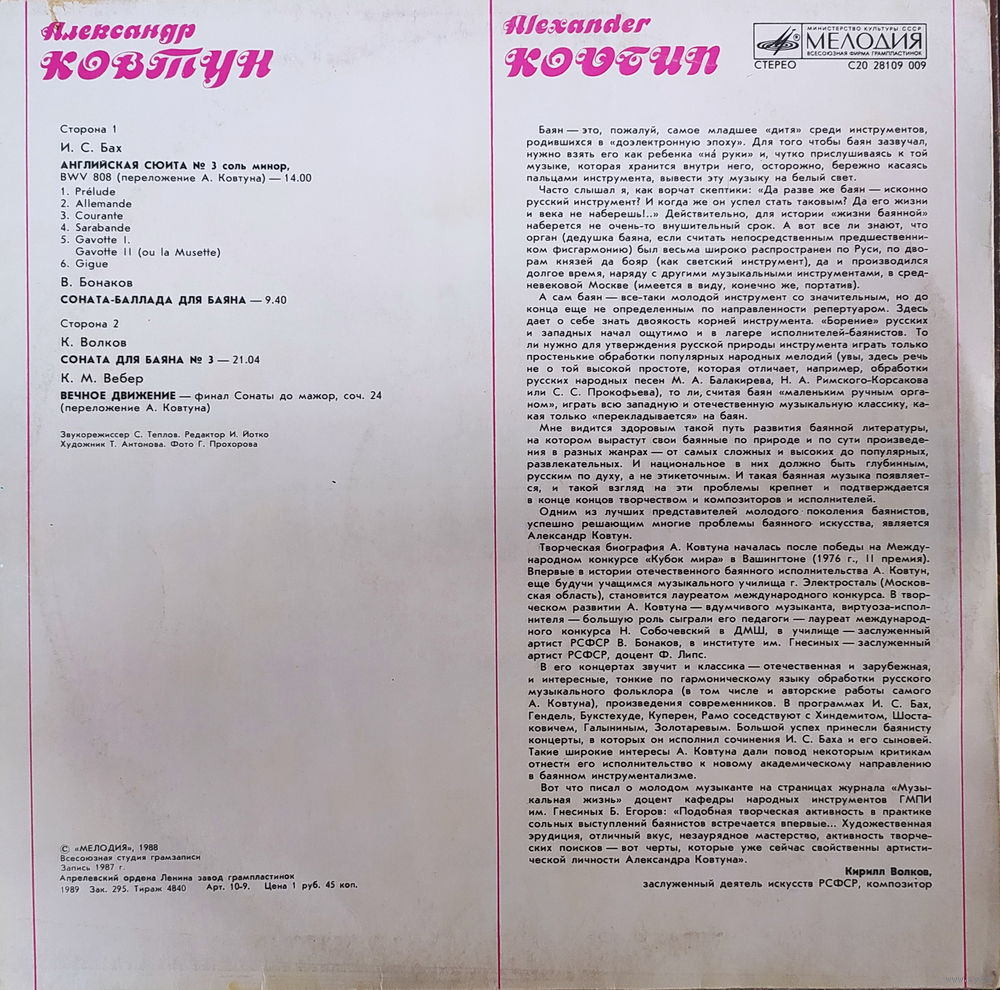 Александр
КОВТУН
Alexander
КОVTUN
МИНИСТЕРСТВО КУЛЬТУРЫ СССР
МЕЛОДИЯ
ВСЕСОЮЗНАЯ ФИРМА ГРАМПЛАСТИНОК
СТЕРЕО
С20 28109 009
Сторона 1
И. С. Бах
АНГЛИЙСКАЯ СЮИТА № 3 соль минор,
BWV 808 (переложение А. Ковтуна) — 14.00
1. Prélude
2. Allemande
3. Courante
4. Sarabande
5. Gavotte I.
Gavotte II (ou la Musette)
6. Gigue
В. Бонаков
СОНАТА-БАЛЛАДА ДЛЯ БАЯНА — 9.40
Сторона 2
К. Волков
СОНАТА ДЛЯ БАЯНА № 3 — 21.04
К. М. Вебер
ВЕЧНОЕ ДВИЖЕНИЕ — финал Сонаты до мажор, соч. 24
(переложение А. Ковтуна)
Звукорежиссер С. Теплов. Редактор И. Йотко
Художник Т. Антонова. Фото Г. Прохорова
© «МЕЛОДИЯ», 1988
Всесоюзная студия грамзаписи
Запись 1987 г.
Апрелевский ордена Ленина завод грампластинок
1989 Зак. 295. Тираж 4840 Арт. 10-9. Цена 1 руб. 45 коп.
Баян — это, пожалуй, самое младшее «дитя» среди инструментов,
родившихся в «доэлектронную эпоху». Для того чтобы баян зазвучал,
нужно взять его как ребенка «на́ руки» и, чутко прислушиваясь к той
музыке, которая хранится внутри него, осторожно, бережно касаясь
пальцами инструмента, вывести эту музыку на белый свет.
Часто слышал я, как ворчат скептики: «Да разве же баян — исконно
русский инструмент? И когда же он успел стать таковым? Да его жизни
и века не наберешь!..» Действительно, для истории «жизни баянной»
наберется не очень-то внушительный срок. А вот все ли знают, что
орган (дедушка баяна, если считать непосредственным предшественни-
ком фисгармонию) был весьма широко распространен по Руси, по дво-
рам князей да бояр (как светский инструмент), да и производился
долгое время, наряду с другими музыкальными инструментами, в сред-
невековой Москве (имеется в виду, конечно же, портатив).
А сам баян — все-таки молодой инструмент со значительным, но до
конца еще не определенным по направленности репертуаром. Здесь
дает о себе знать двоякость корней инструмента. «Борение» русских
и западных начал ощутимо и в лагере исполнителей-баянистов. То
ли нужно для утверждения русской природы инструмента играть только
простенькие обработки популярных народных мелодий (увы, здесь речь
не о той высокой простоте, которая отличает, например, обработки
русских народных песен М. А. Балакирева, Н. А. Римского-Корсакова
или С. С. Прокофьева), то ли, считая баян «маленьким ручным орга-
ном», играть всю западную и отечественную музыкальную классику, ка-
кая только «перекладывается» на баян.
Мне видится здоровым такой путь развития баянной литературы,
на котором вырастут свои баянные по природе и по сути произведе-
ния в разных жанрах — от самых сложных и высоких до популярных,
развлекательных. И национальное в них должно быть глубинным,
русским по духу, а не этикеточным. И такая баянная музыка появляет-
ся, и такой взгляд на эти проблемы крепнет и подтверждается
в конце концов творчеством и композиторов и исполнителей.
Одним из лучших представителей молодого поколения баянистов,
успешно решающим многие проблемы баянного искусства, является
Александр Ковтун.
Творческая биография А. Ковтуна началась после победы на Между-
народном конкурсе «Кубок мира» в Вашингтоне (1976 г., II премия).
Впервые в истории отечественного баянного исполнительства А. Ковтун,
еще будучи учащимся музыкального училища г. Электросталь (Москов-
ская область), становится лауреатом международного конкурса. В твор-
ческом развитии А. Ковтуна — вдумчивого музыканта, виртуоза-испол-
нителя — большую роль сыграли его педагоги — лауреат международ-
ного конкурса Н. Собочевский в ДМШ, в училище — заслуженный
артист РСФСР В. Бонаков, в институте им. Гнесиных — заслуженный
артист РСФСР, доцент Ф. Липс.
В его концертах звучит и классика — отечественная и зарубежная,
и интересные, тонкие по гармоническому языку обработки русского
музыкального фольклора (в том числе и авторские работы самого
А. Ковтуна), произведения современников. В программах И. С. Бах,
Гендель, Букстехуде, Куперен, Рамо соседствуют с Хиндемитом, Шоста-
ковичем, Галыниным, Золотаревым. Большой успех принесли баянисту
концерты, в которых он исполнил сочинения И. С. Баха и его сыновей.
Такие широкие интересы А. Ковтуна дали повод некоторым критикам
отнести его исполнительство к новому академическому направлению
в баянном инструментализме.
Вот что писал о молодом музыканте на страницах журнала «Музы-
кальная жизнь» доцент кафедры народных инструментов ГМПИ
им. Гнесиных Б. Егоров: «Подобная творческая активность в практике
сольных выступлений баянистов встречается впервые... Художественная
эрудиция, отличный вкус, незаурядное мастерство, активность творче-
ских поисков — вот черты, которые уже сейчас свойственны артисти-
ческой личности Александра Ковтуна».
Кирилл Волков,
заслуженный деятель искусств РСФСР, композитор